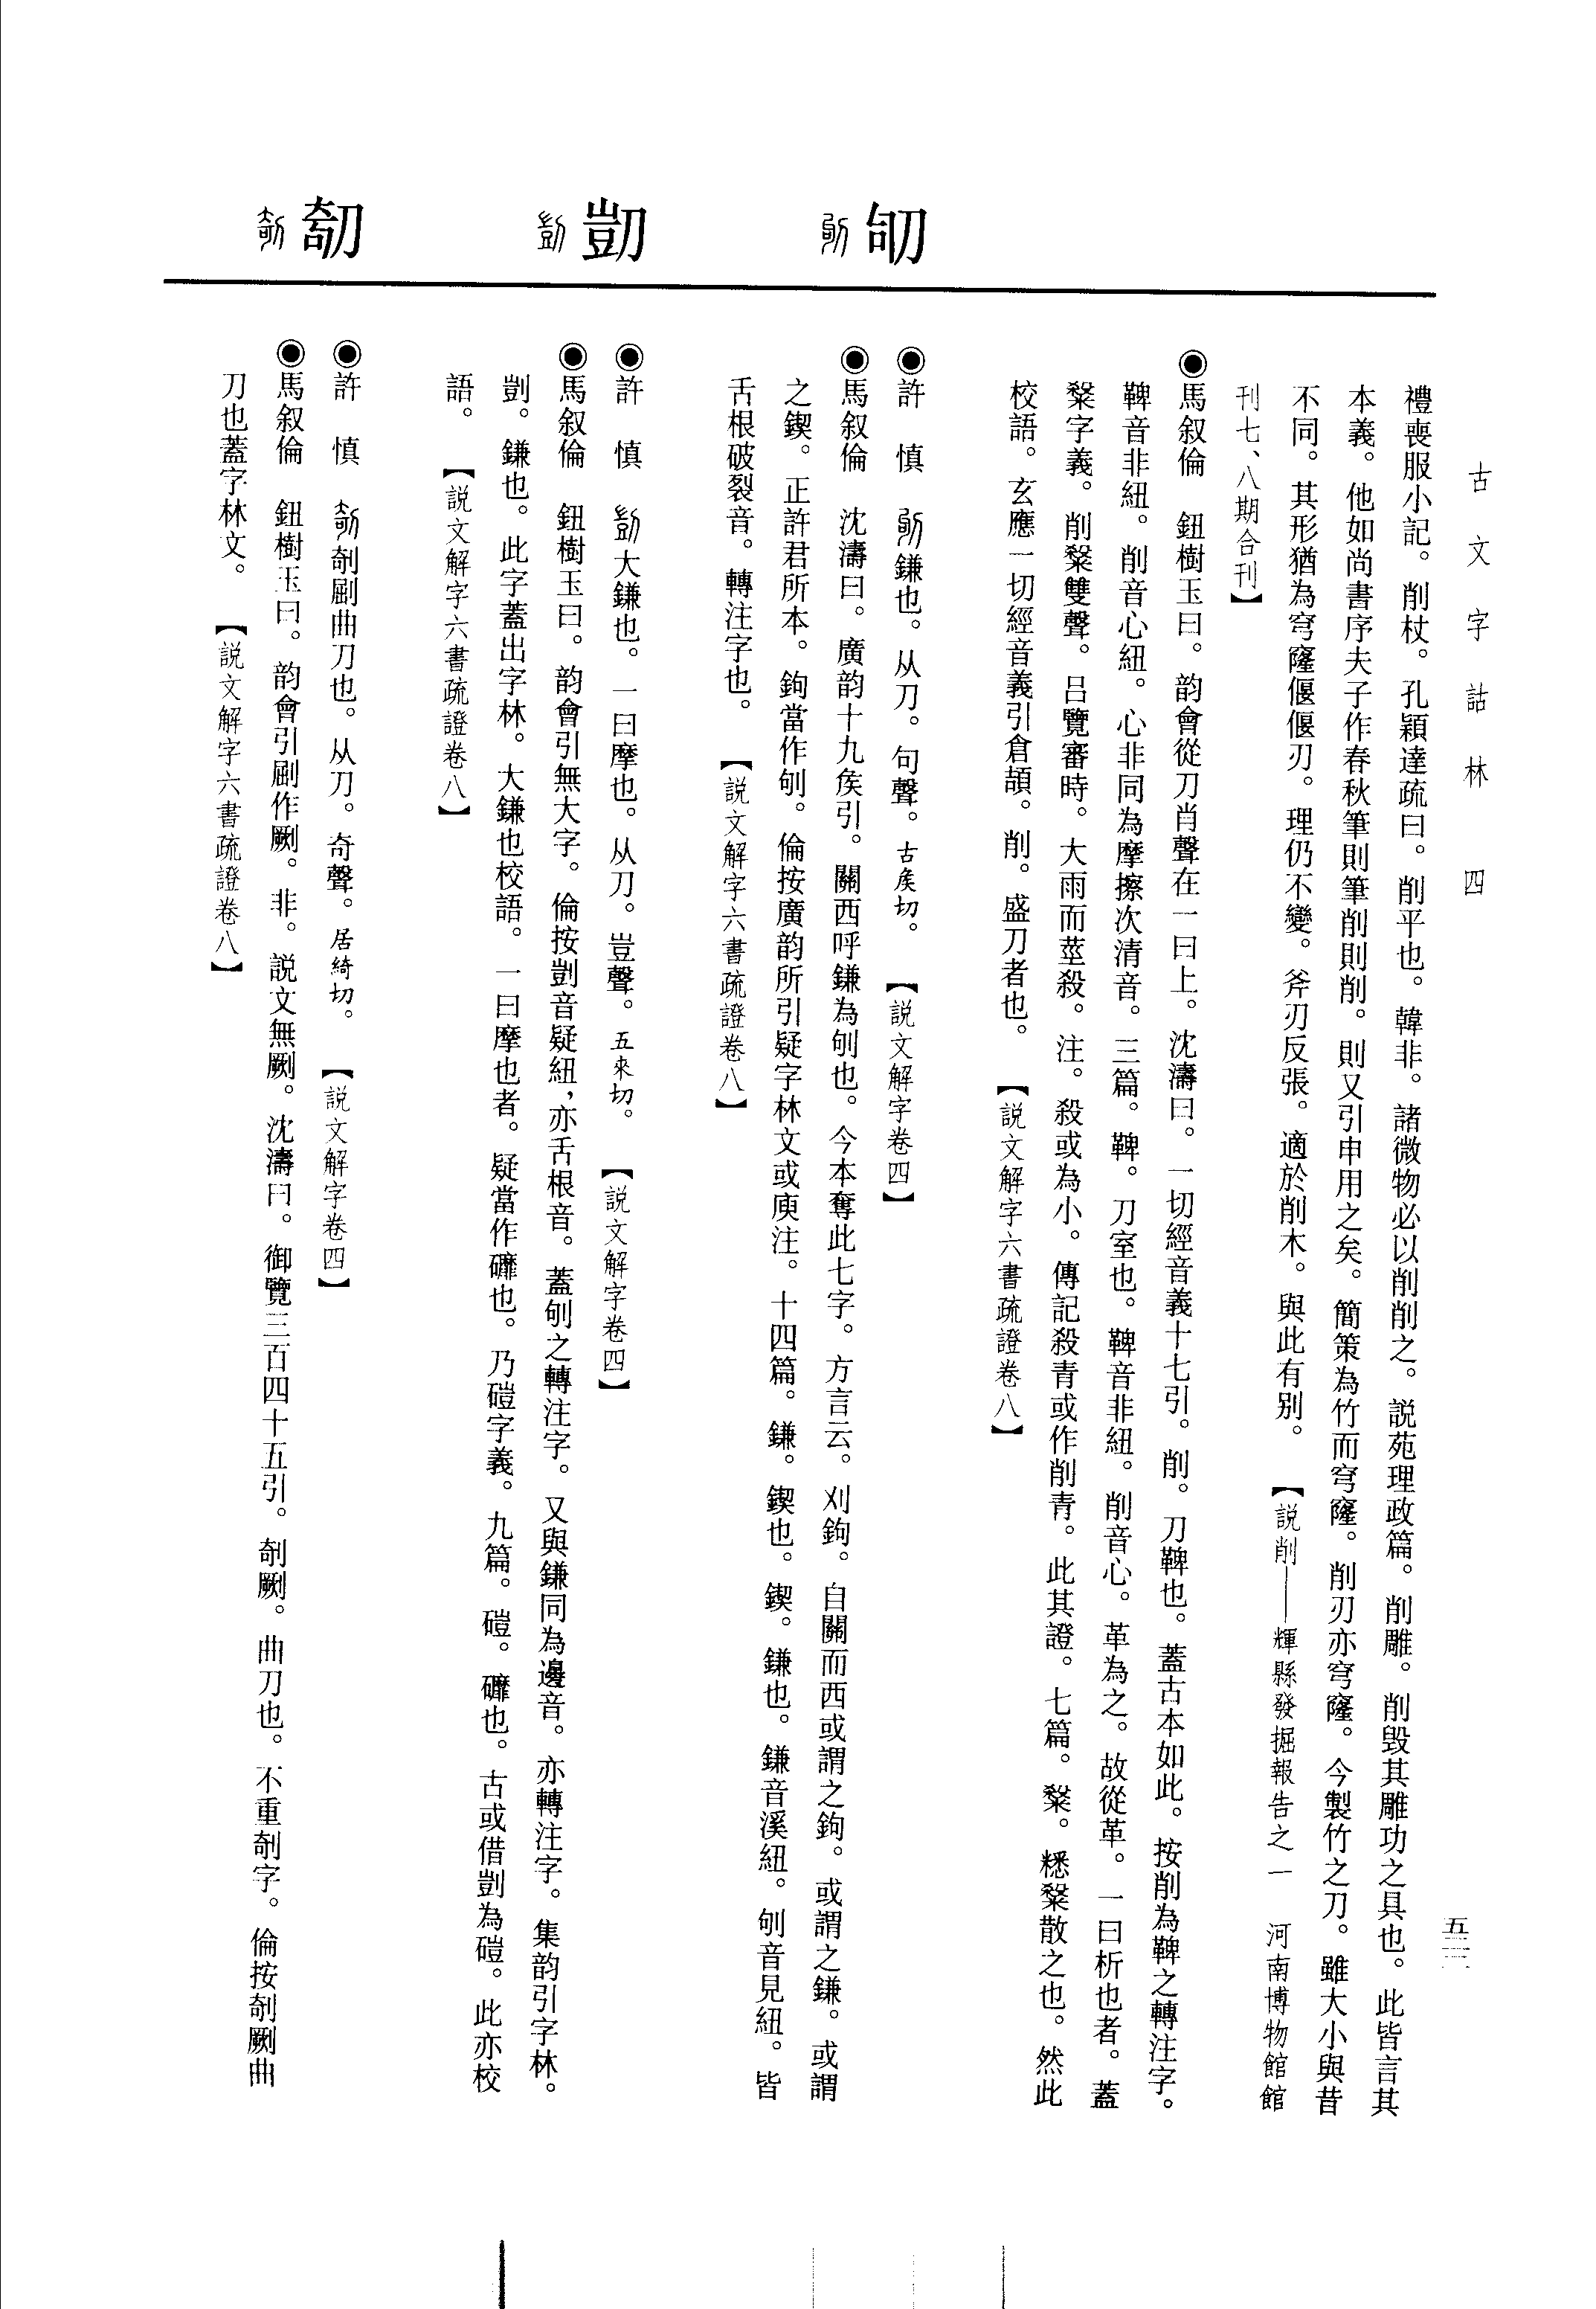 古文字詁林 四
五三二
禮喪服小記。削杖。孔穎達疏曰。削平也。韓非。諸微物必以削削之。說苑理政篇。削雕。削毀其雕功之具也。此皆言其
本義。他如尚書序夫子作春秋筆則筆削則削。則又引申用之矣。簡策為竹而穹窿。削刃亦穹窿。今製竹之刀。雖大小與昔
不同。其形猶為穹窿偃偃刃。理仍不變。斧刃反張。適於削木。與此有別。 【説削——輝縣發掘報告之一 河南博物館館
刊七、八期合刊】
◉馬叙倫 鈕樹玉曰。韵會從刀肖聲在一曰上。沈濤曰。一切經音義十七引。削。刀鞞也。蓋古本如此。按削為鞞之轉注字。
鞞音非紐。削音心紐。心非同為摩擦次清音。三篇。鞞。刀室也。鞞音非紐。削音心。革為之。故從革。一曰析也者。蓋
糳字義。削糳雙聲。呂覽審時。大雨而莖殺。注。殺或為小。傳記殺青或作削青。此其證。七篇。糳。䊝糳散之也。然此
校語。玄應一切經音義引倉頡。削。盛刀者也。 【説文解字六書疏證卷八】
刨
◉許 慎 鎌也。从刀。句聲。古矦切。 【説文解字卷四】
◉馬叙倫 沈濤曰。廣韵十九矦引。關西呼鎌為刨也。今本奪此七字。方言云。刈鉤。自關而西或謂之鉤。或謂之鎌。或謂
之鍥。正許君所本。鉤當作刨。倫按廣韵所引疑字林文或庾注。十四篇。鎌。鍥也。鍥。鎌也。鎌音溪紐。刨音見紐。皆
舌根破裂音。轉注字也。 【説文解字六書疏證卷八】
剴
◉許 慎 大鎌也。一曰摩也。从刀。豈聲。五來切。 【説文解字卷四】
◉馬叙倫 鈕樹玉曰。韵會引無大字。倫按剴音疑紐，亦舌根音。蓋刨之轉注字。又與鎌同為邊音。亦轉注字。集韵引字林。
剴。鎌也。此字蓋出字林。大鎌也校語。一曰摩也者。疑當作礳也。乃磑字義。九篇。磑。礳也。古或借剴為磑。此亦校
語。 【説文解字六書疏證卷八】
剞
◉許 慎 剞劂曲刀也。从刀。奇聲。居綺切。 【説文解字卷四】
◉馬叙倫 鈕樹玉曰。韵會引劂作劂。非。説文無劂。沈濤曰。御覽三百四十五引。剞劂。曲刀也。不重剞字。倫按剞劂曲
刀也蓋字林文。 【説文解字六書疏證卷八】